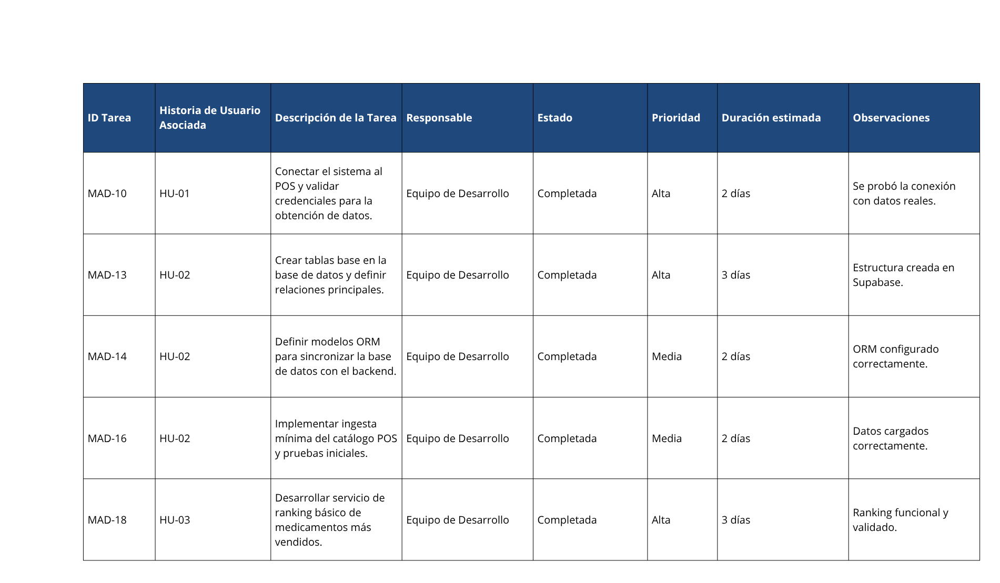 ID Tarea
Historia de Usuario
Asociada
Descripción de la Tarea
Responsable
Estado
Prioridad
Duración estimada
Observaciones
MAD-10
HU-01
Conectar el sistema al
POS y validar
credenciales para la
obtención de datos.
Equipo de Desarrollo
Completada
Alta
2 días
Se probó la conexión
con datos reales.
MAD-13
HU-02
Crear tablas base en la
base de datos y definir
relaciones principales.
Equipo de Desarrollo
Completada
Alta
3 días
Estructura creada en
Supabase.
MAD-14
HU-02
Definir modelos ORM
para sincronizar la base
de datos con el backend.
Equipo de Desarrollo
Completada
Media
2 días
ORM configurado
correctamente.
MAD-16
HU-02
Implementar ingesta
mínima del catálogo POS
y pruebas iniciales.
Equipo de Desarrollo
Completada
Media
2 días
Datos cargados
correctamente.
MAD-18
HU-03
Desarrollar servicio de
ranking básico de
medicamentos más
vendidos.
Equipo de Desarrollo
Completada
Alta
3 días
Ranking funcional y
validado.